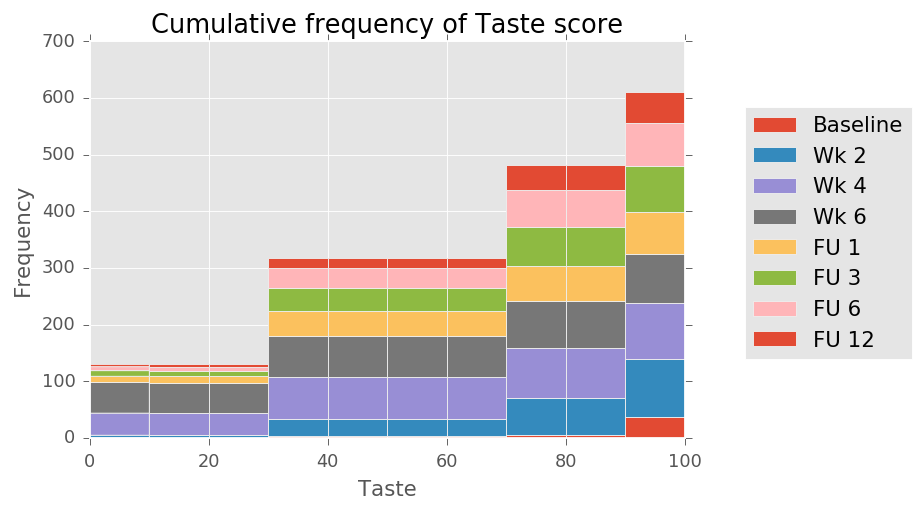 Cumulative frequency of Taste score
700
600
500
400
300
200
100
0
Frequency
0 20 40 60 80 100
Taste
Baseline
Wk 2
Wk 4
Wk 6
FU 1
FU 3
FU 6
FU 12